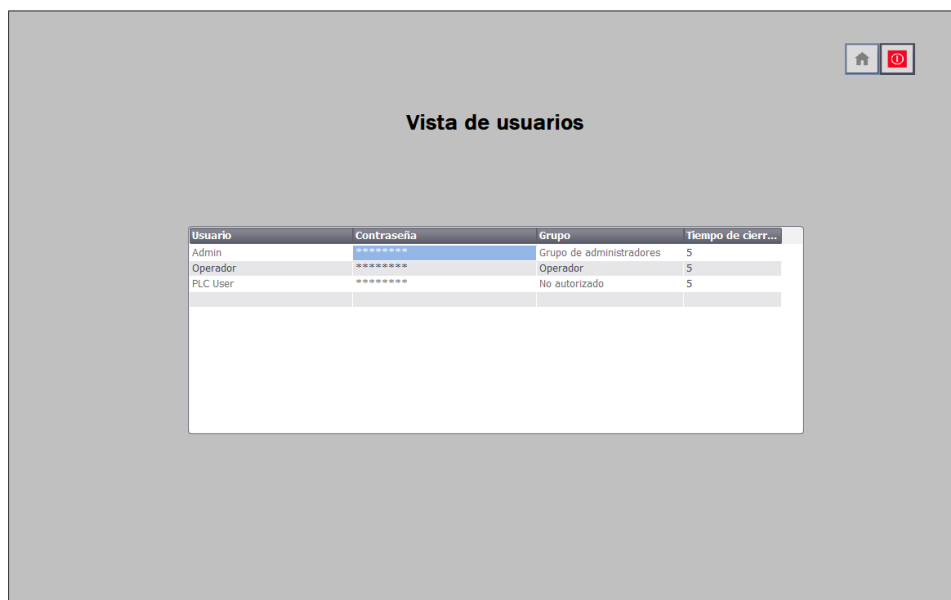 Vista de usuarios
Usuario Contraseña Grupo Tiempo de cierr...
Admin ******** Grupo de administradores 5
Operador ******** Operador 5
PLC User ******** No autorizado 5